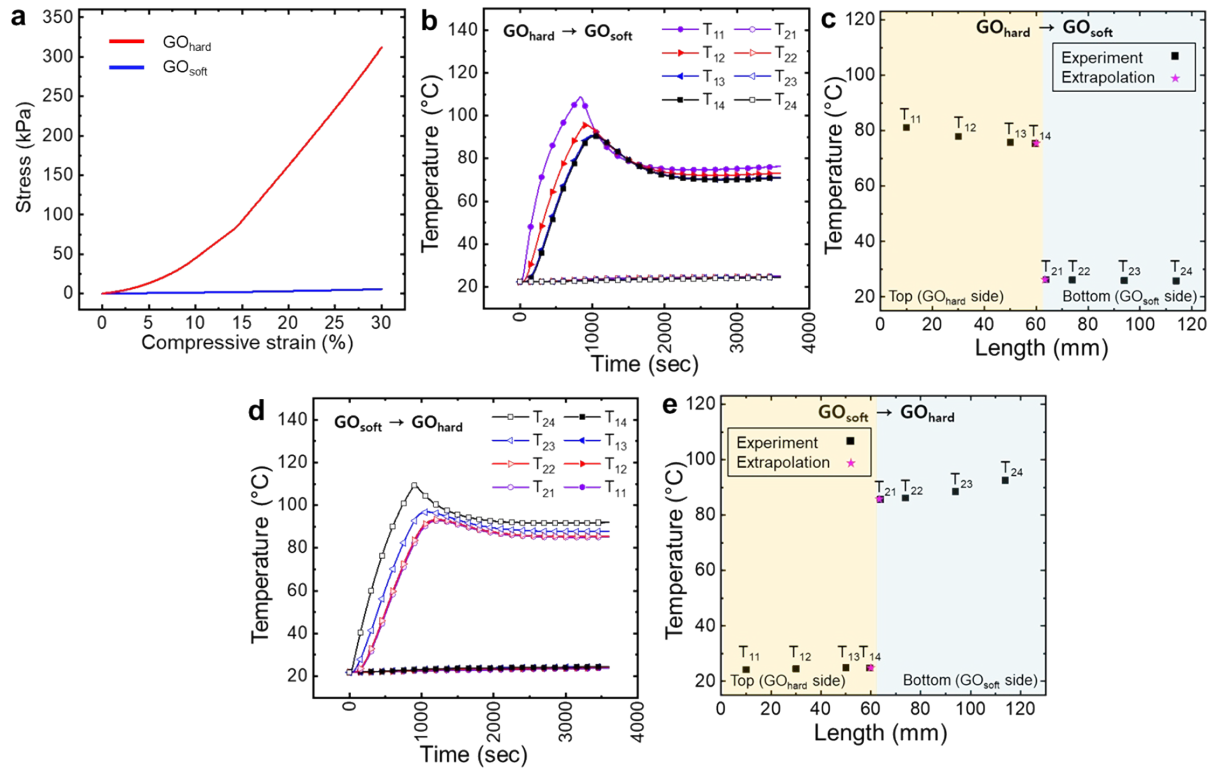 a
GOhard
GOsoft
Stress (kPa)
350
300
250
200
150
100
50
0
0 5 10 15 20 25 30
Compressive strain (%)
b
GOhard → GOsoft
T11 T21
T12 T22
T13 T23
T14 T24
Temperature (°C)
140
120
100
80
60
40
20
0 1000 2000 3000 4000
Time (sec)
c
GOhard → GOsoft
Experiment
Extrapolation
Temperature (°C)
120
100
80
60
40
20
T11 T12 T13 T14
T21 T22 T23 T24
Top (GOhard side) Bottom (GOsoft side)
0 20 40 60 80 100 120
Length (mm)
d
GOsoft → GOhard
T24 T14
T23 T13
T22 T12
T21 T11
Temperature (°C)
140
120
100
80
60
40
20
0 1000 2000 3000 4000
Time (sec)
e
GOsoft → GOhard
Experiment
Extrapolation
Temperature (°C)
120
100
80
60
40
20
T21 T22 T23 T24
T11 T12 T13 T14
Top (GOhard side) Bottom (GOsoft side)
0 20 40 60 80 100 120
Length (mm)